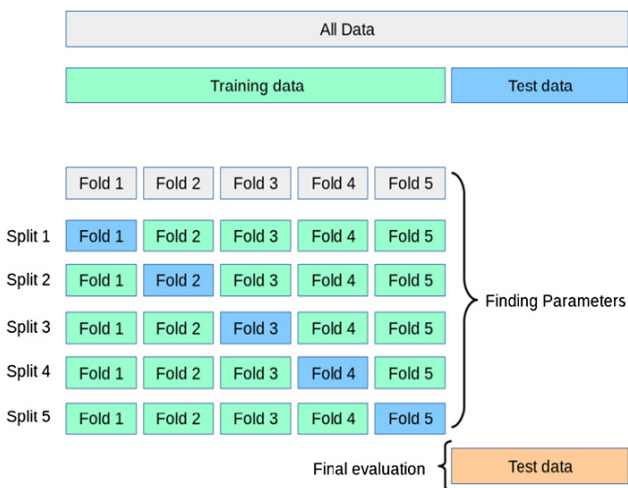 All Data
Training data Test data
Fold 1 Fold 2 Fold 3 Fold 4 Fold 5
Split 1 Fold 1 Fold 2 Fold 3 Fold 4 Fold 5
Split 2 Fold 1 Fold 2 Fold 3 Fold 4 Fold 5
Finding Parameters
Split 3 Fold 1 Fold 2 Fold 3 Fold 4 Fold 5
Split 4 Fold 1 Fold 2 Fold 3 Fold 4 Fold 5
Split 5 Fold 1 Fold 2 Fold 3 Fold 4 Fold 5
Final evaluation Test data